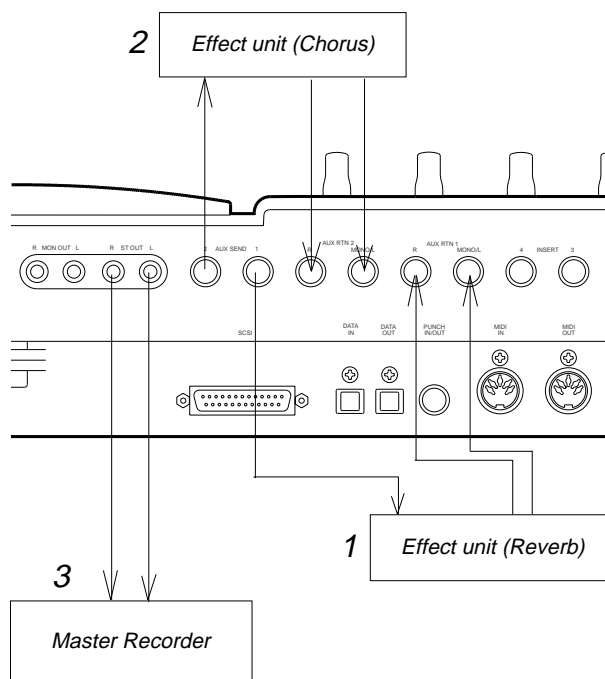 2
Effect unit (Chorus)
R MON OUT L
R ST OUT L
2 AUX SEND 1
AUX RTN 2
R MONO/L
AUX RTN 1
R MONO/L
4 INSERT 3
SCSI
DATA IN
DATA OUT
PUNCH IN/OUT
MIDI IN
MIDI OUT
1
Effect unit (Reverb)
3
Master Recorder